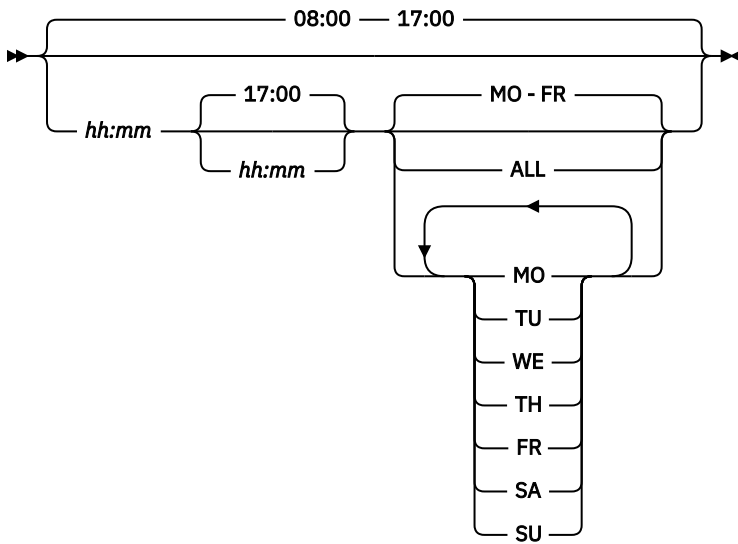 08:00 17:00
17:00 MO - FR
hh:mm
hh:mm ALL
MO
TU
WE
TH
FR
SA
SU